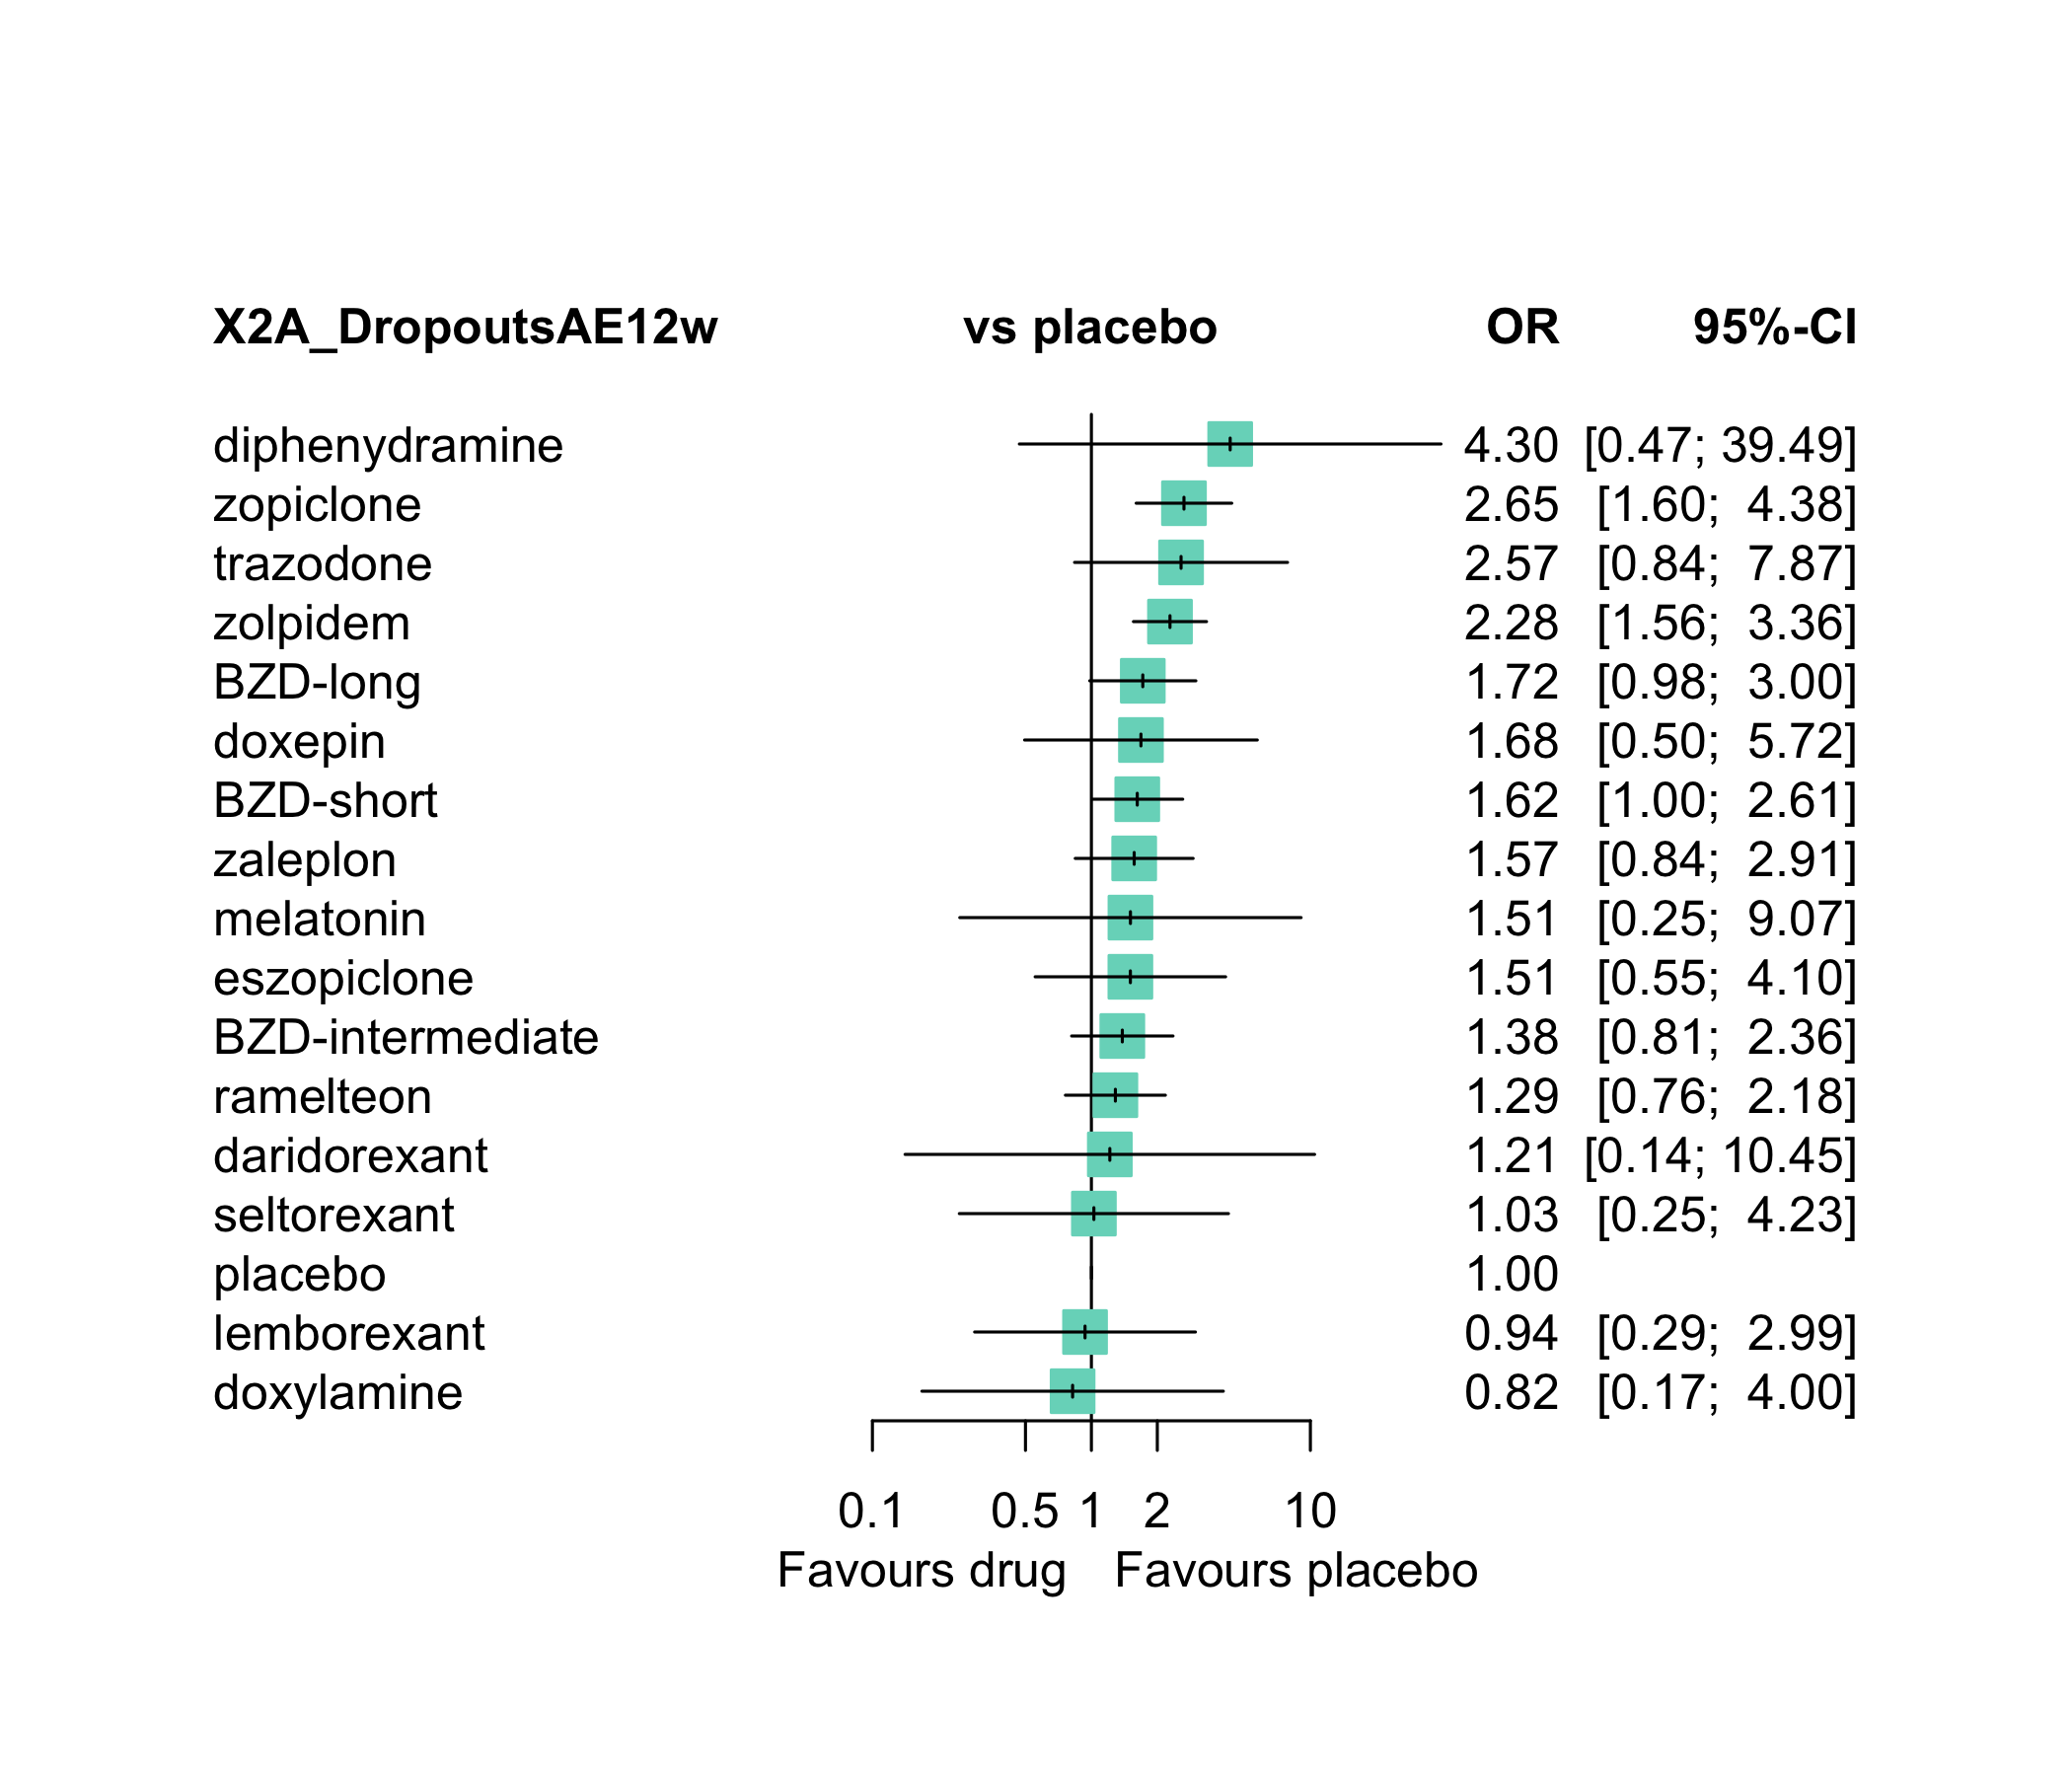 X2A_DropoutsAE12w vs placebo OR 95%-CI
diphenydramine 4.30 [0.47; 39.49]
zopiclone 2.65 [1.60; 4.38]
trazodone 2.57 [0.84; 7.87]
zolpidem 2.28 [1.56; 3.36]
BZD-long 1.72 [0.98; 3.00]
doxepin 1.68 [0.50; 5.72]
BZD-short 1.62 [1.00; 2.61]
zaleplon 1.57 [0.84; 2.91]
melatonin 1.51 [0.25; 9.07]
eszopiclone 1.51 [0.55; 4.10]
BZD-intermediate 1.38 [0.81; 2.36]
ramelteon 1.29 [0.76; 2.18]
daridorexant 1.21 [0.14; 10.45]
seltorexant 1.03 [0.25; 4.23]
placebo 1.00
lemborexant 0.94 [0.29; 2.99]
doxylamine 0.82 [0.17; 4.00]
0.1 0.5 1 2 10
Favours drug Favours placebo